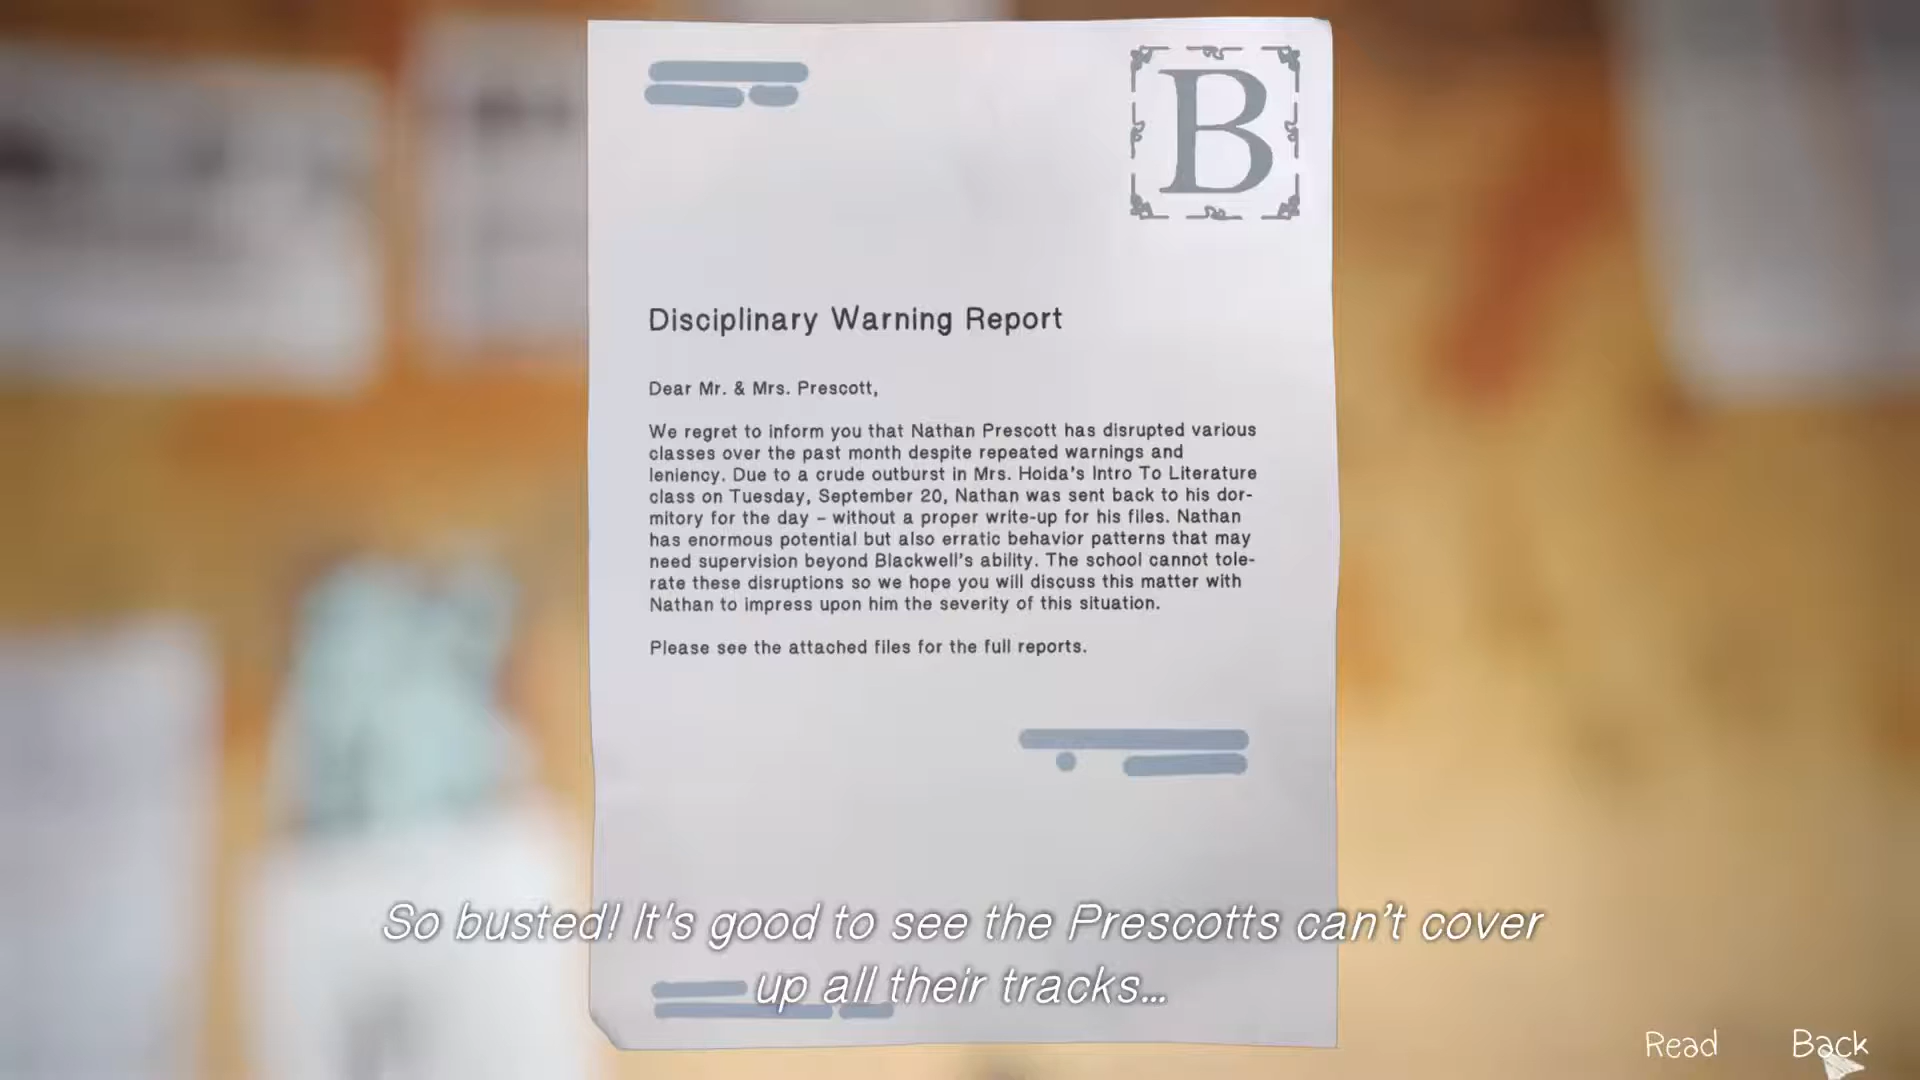 B
Disciplinary Warning Report
Dear Mr. & Mrs. Prescott,
We regret to inform you that Nathan Prescott has disrupted various
classes over the past month despite repeated warnings and
leniency. Due to a crude outburst in Mrs. Hoida's Intro To Literature
class on Tuesday, September 20, Nathan was sent back to his dor-
mitory for the day – without a proper write-up for his files. Nathan
has enormous potential but also erratic behavior patterns that may
need supervision beyond Blackwell's ability. The school cannot tole-
rate these disruptions so we hope you will discuss this matter with
Nathan to impress upon him the severity of this situation.
Please see the attached files for the full reports.
So busted! It's good to see the Prescotts can't cover
up all their tracks...
Read Back